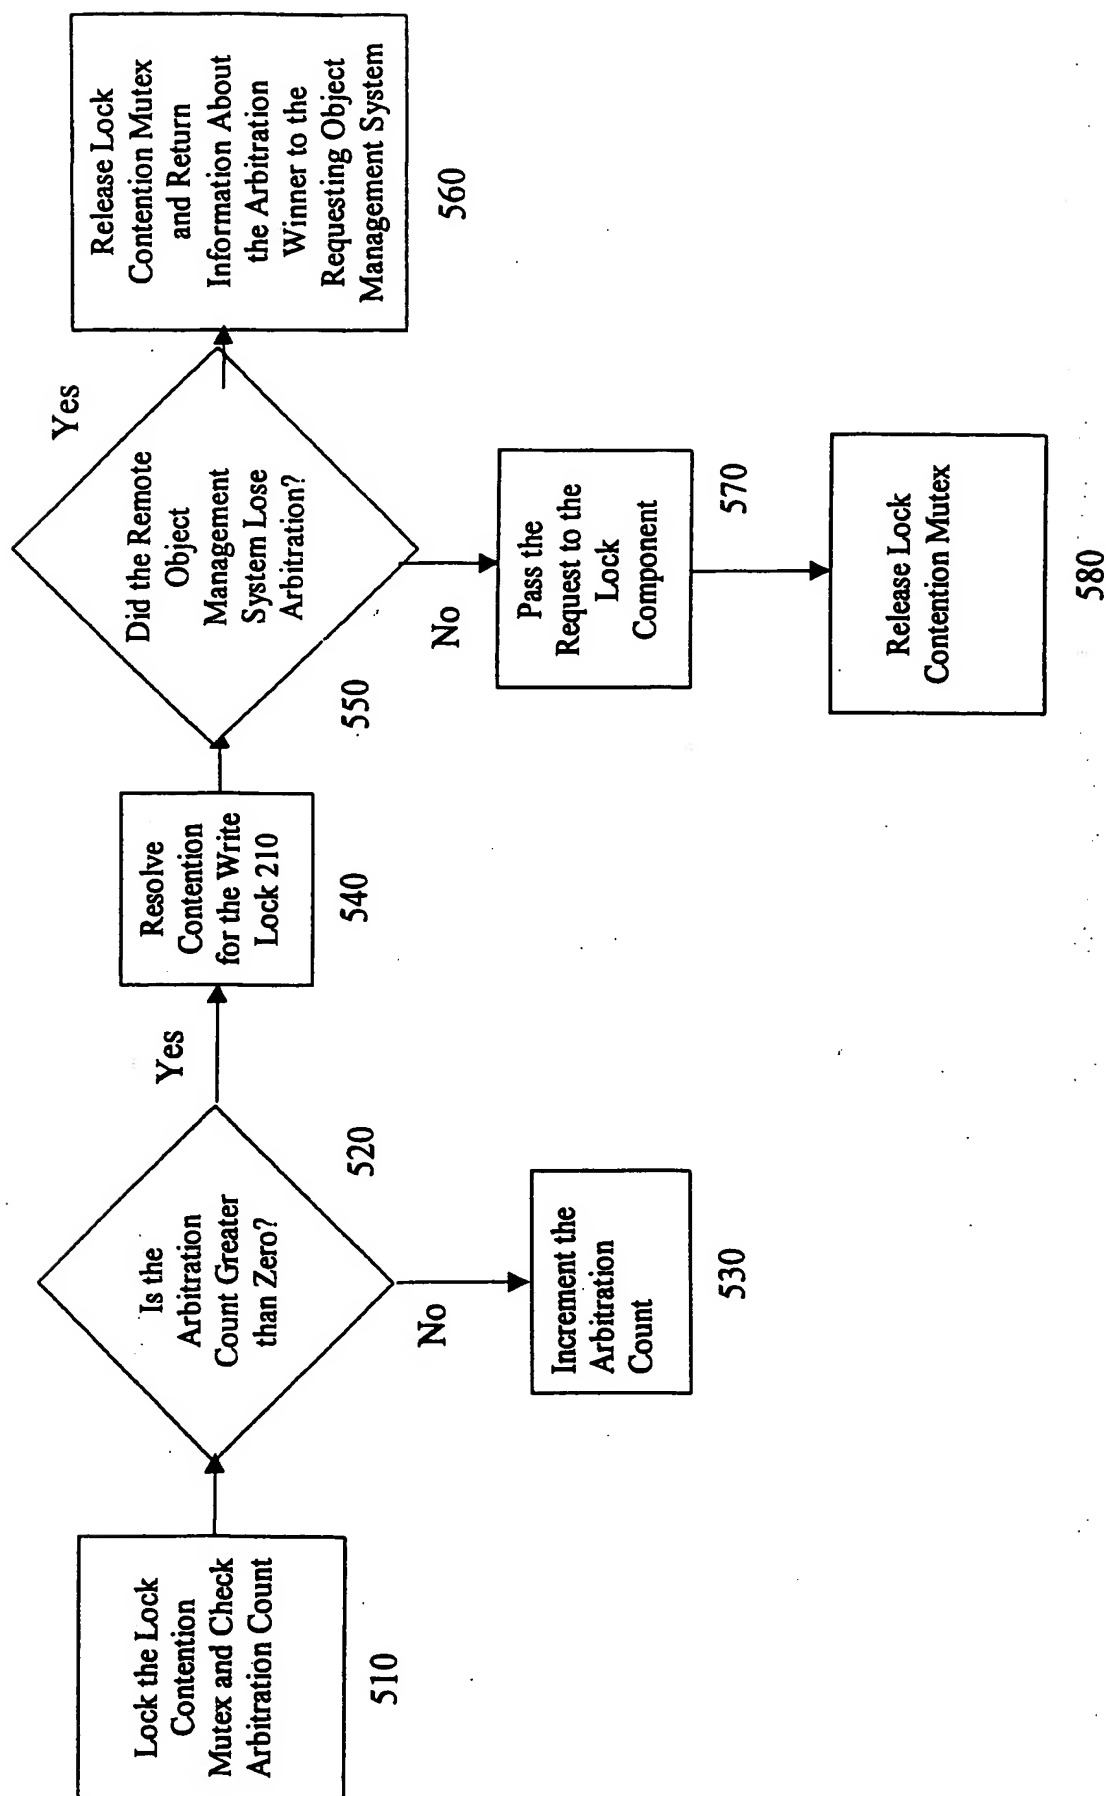 Lock the Lock
Contention
Mutex and Check
Arbitration Count
510
Is the
Arbitration
Count Greater
than Zero?
520
Yes
No
Increment the
Arbitration
Count
530
Resolve
Contention
for the Write
Lock 210
540
Did the Remote
Object
Management
System Lose
Arbitration?
550
Yes
No
Release Lock
Contention Mutex
and Return
Information About
the Arbitration
Winner to the
Requesting Object
Management System
560
Pass the
Request to the
Lock
Component
570
Release Lock
Contention Mutex
580